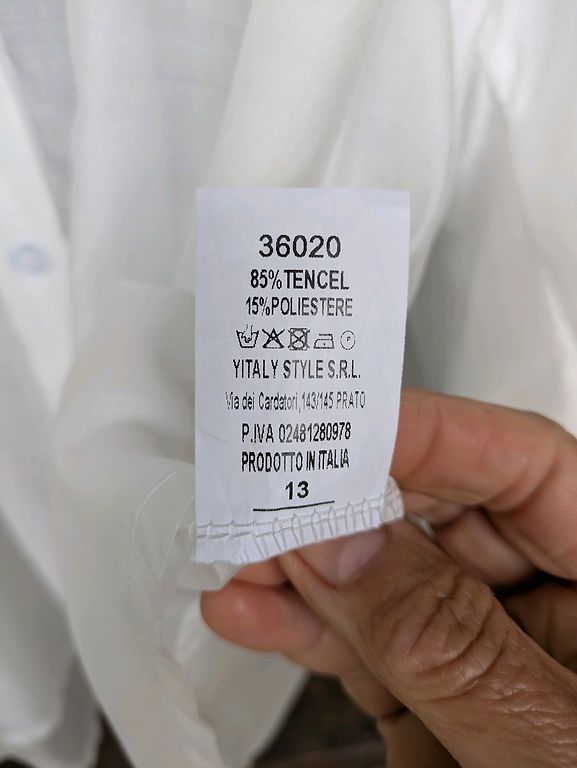 36020
85%TENCEL
15%POLIESTERE
P
YITALY STYLE S.R.L.
Via dei Cardatori,143/145 PRATO
P.IVA 02481280978
PRODOTTO IN ITALIA
13